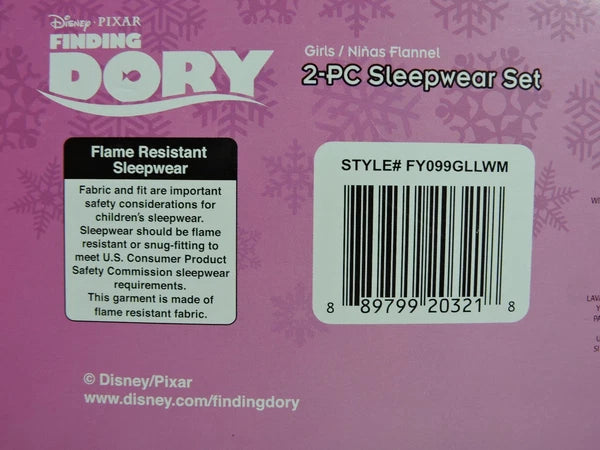 Disney · PIXAR
FINDING
DORY
Girls / Niñas Flannel
2-PC Sleepwear Set
Flame Resistant
Sleepwear
Fabric and fit are important
safety considerations for
children's sleepwear.
Sleepwear should be flame
resistant or snug-fitting to
meet U.S. Consumer Product
Safety Commission sleepwear
requirements.
This garment is made of
flame resistant fabric.
STYLE# FY099GLLWM
8 89799 20321 8
© Disney/Pixar
www.disney.com/findingdory